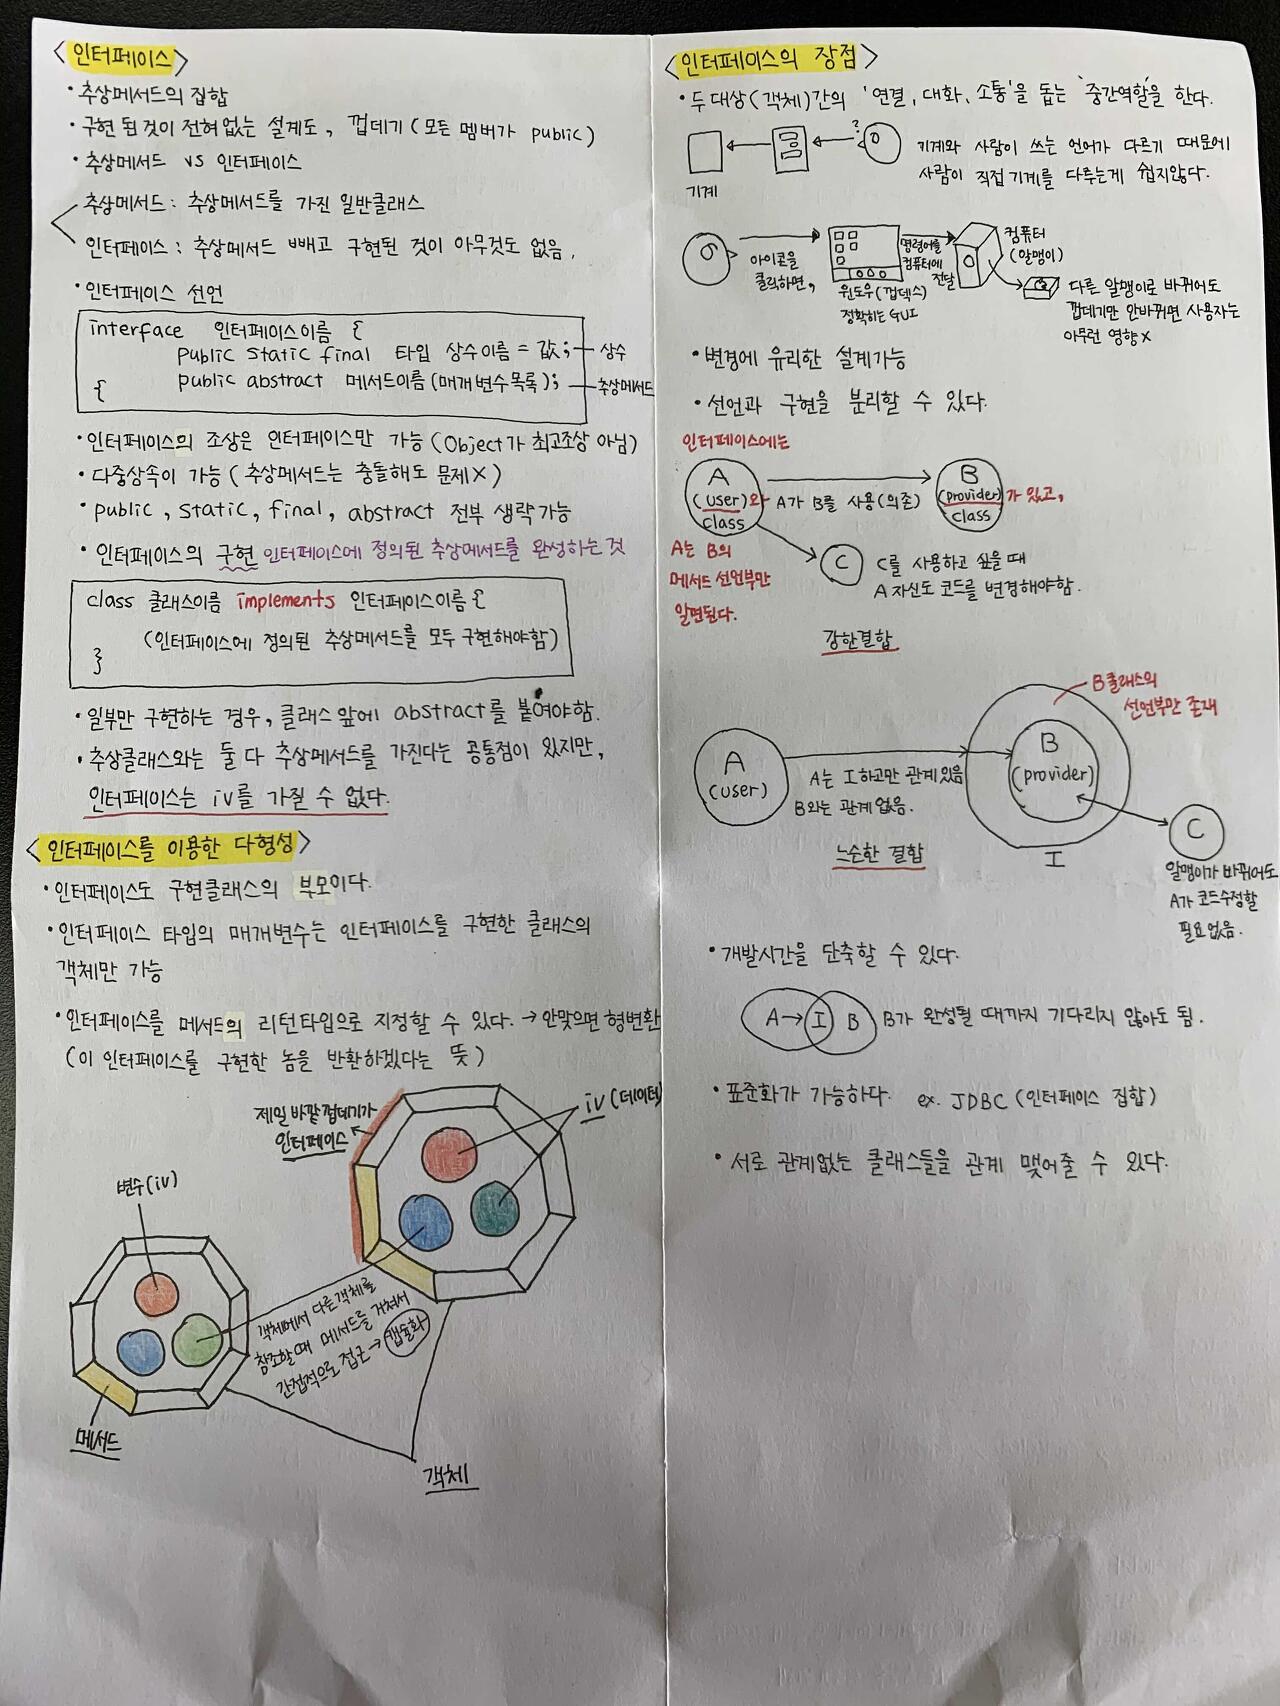 <인터페이스>
• 추상메서드의 집합
• 구현된 것이 전혀없는 설계도, 껍데기 (모든 멤버가 public)
• 추상메서드 vs 인터페이스
추상메서드 : 추상메서드를 가진 일반클래스
인터페이스 : 추상메서드 빼고 구현된 것이 아무것도 없음.
• 인터페이스 선언
interface 인터페이스이름 {
public static final 타입 상수이름 = 값; 상수
public abstract 메서드이름(매개변수목록); 추상메서드
{
• 인터페이스의 조상은 인터페이스만 가능 (Object가 최고조상 아님)
• 다중상속이 가능 (추상메서드는 충돌해도 문제X)
• public, static, final, abstract 전부 생략가능
• 인터페이스의 구현 인터페이스에 정의된 추상메서드를 완성하는것
class 클래스이름 implements 인터페이스이름 {
(인터페이스에 정의된 추상메서드를 모두 구현해야함)
}
• 일부만 구현하는 경우, 클래스 앞에 abstract를 붙여야함.
• 추상클래스와는 둘 다 추상메서드를 가진다는 공통점이 있지만,
인터페이스는 iv를 가질 수 없다.
<인터페이스를 이용한 다형성>
• 인터페이스도 구현클래스의 부모이다.
• 인터페이스 타입의 매개변수는 인터페이스를 구현한 클래스의
객체만 가능
• 인터페이스를 메서드의 리턴타입으로 지정할 수 있다. → 안맞으면 형변환
(이 인터페이스를 구현한 놈을 반환하겠다는 뜻)
제일 바깥껍데기가
인터페이스
iv (데이터)
변수(iv)
객체에서 다른객체를
참조할때 메서드를 거쳐서
간접적으로 접근 → 캡슐화
메서드
객체
<인터페이스의 장점>
• 두 대상(객체)간의 '연결, 대화, 소통'을 돕는 '중간역할'을 한다.
?
기계
기계와 사람이 쓰는 언어가 다르기 때문에
사람이 직접 기계를 다루는게 쉽지않다.
아이콘을
클릭하면,
윈도우(껍덱스)
정확히는 GUI
명령어를
컴퓨터에
전달
컴퓨터
(알맹이)
다른 알맹이로 바뀌어도
껍데기만 안바뀌면 사용자는
아무런 영향X
• 변경에 유리한 설계가능
• 선언과 구현을 분리할 수 있다.
인터페이스에는
A
(user)와
class
A가 B를 사용(의존)
B
(provider)가 있고,
class
A는 B의
메서드 선언부만
알면된다.
C
C를 사용하고 싶을 때
A 자신도 코드를 변경해야함.
강한결합
B클래스의
선언부만 존재
A
(user)
A는 I하고만 관계있음
B와는 관계없음.
B
(provider)
I
C
느슨한 결합
알맹이가 바뀌어도
A가 코드수정할
필요없음.
• 개발시간을 단축할 수 있다.
A → I B
B가 완성될 때까지 기다리지 않아도 됨.
• 표준화가 가능하다. ex. JDBC (인터페이스 집합)
• 서로 관계없는 클래스들을 관계 맺어줄 수 있다.